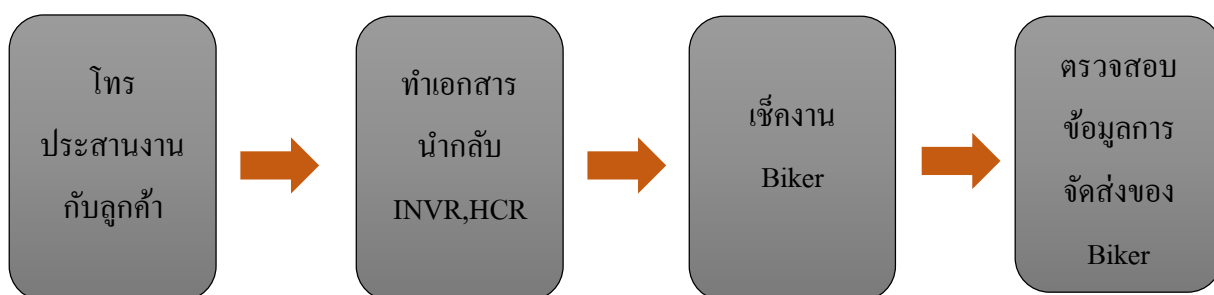 โทร
ประสานงาน
กับลูกค้า
ทำเอกสาร
นำกลับ
INVR,HCR
เช็คงาน
Biker
ตรวจสอบ
ข้อมูลการ
จัดส่งของ
Biker